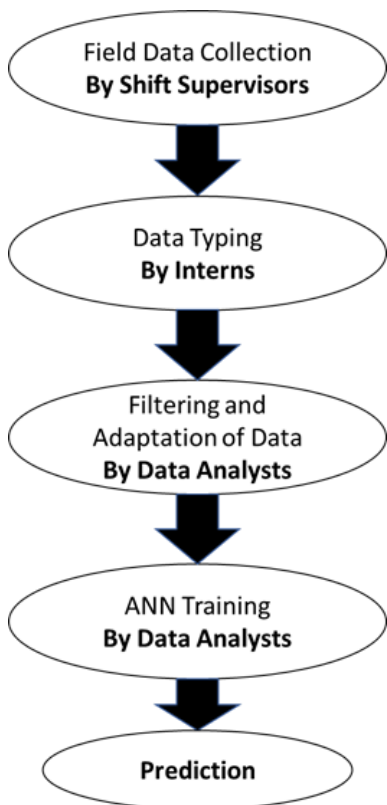 Field Data Collection
By Shift Supervisors
Data Typing
By Interns
Filtering and
Adaptation of Data
By Data Analysts
ANN Training
By Data Analysts
Prediction